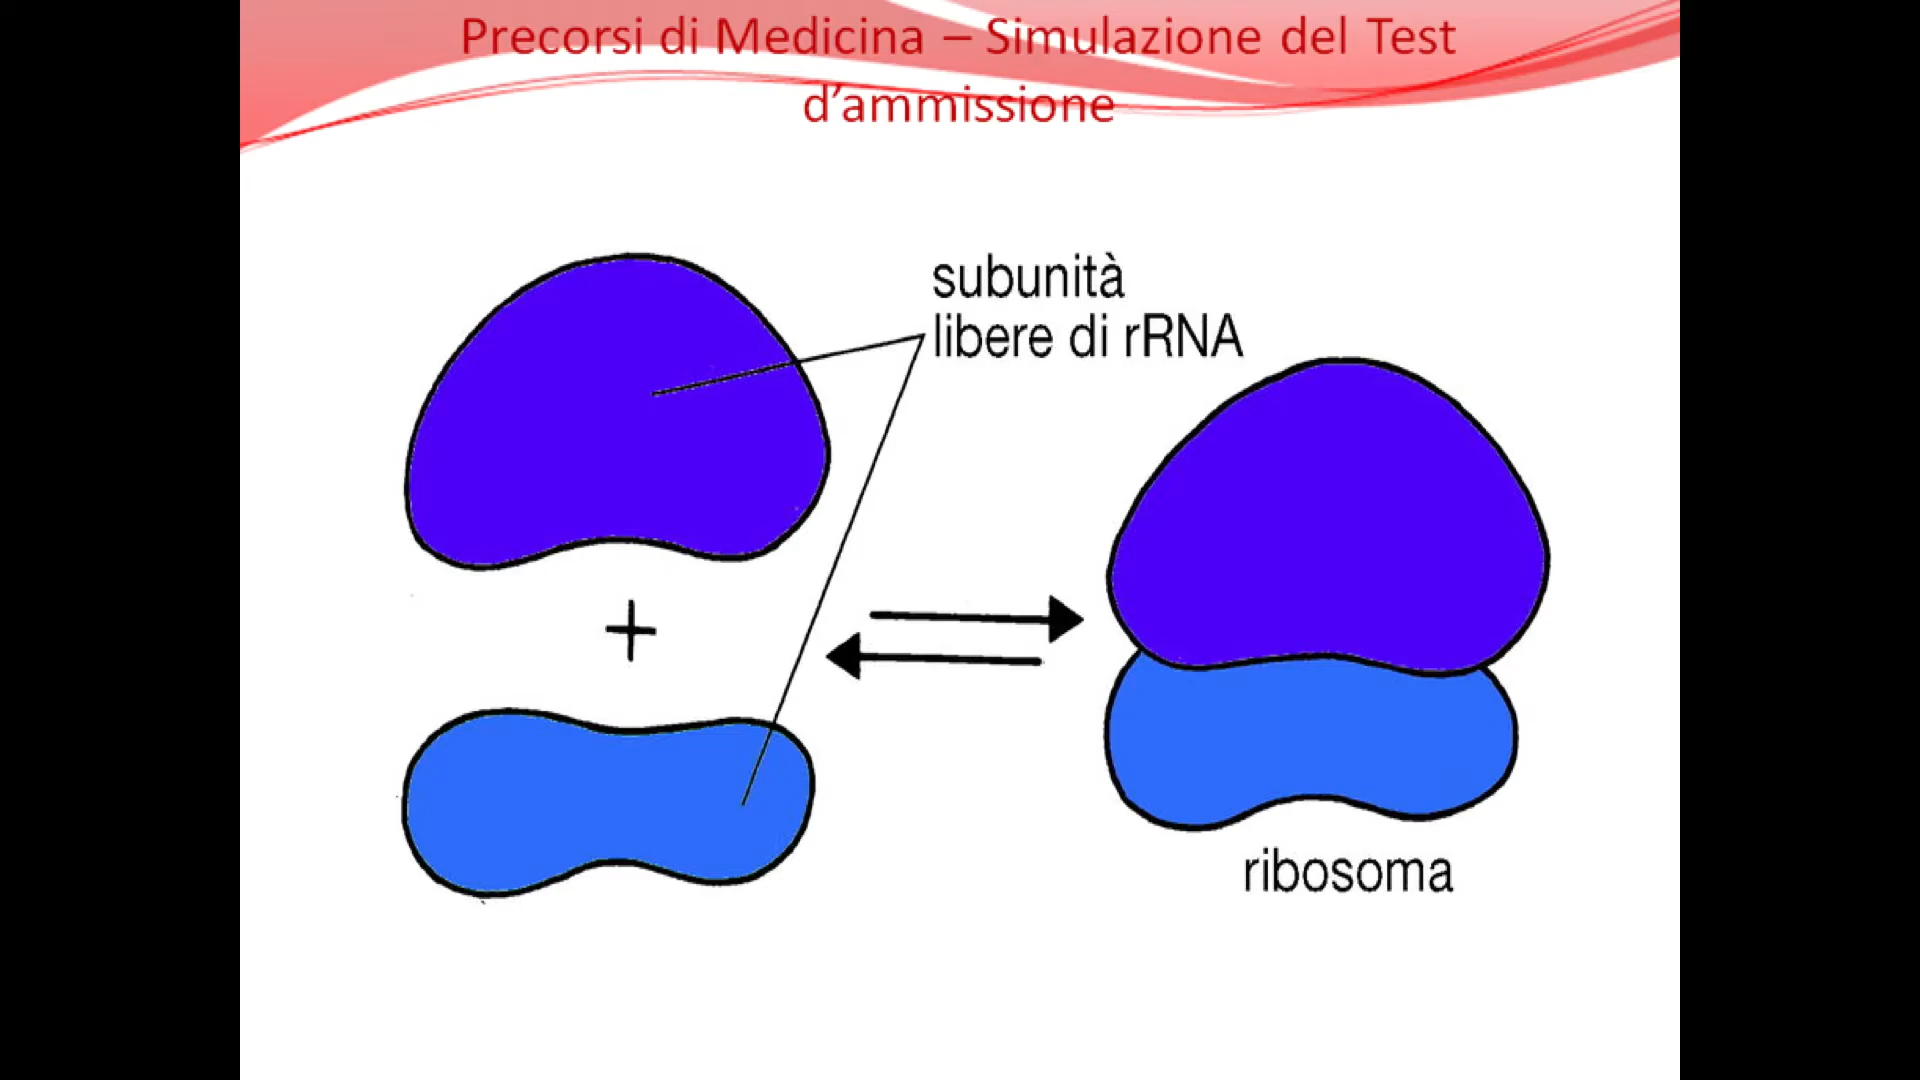 Precorsi di Medicina – Simulazione del Test
d’ammissione
subunità
libere di rRNA
+
ribosoma